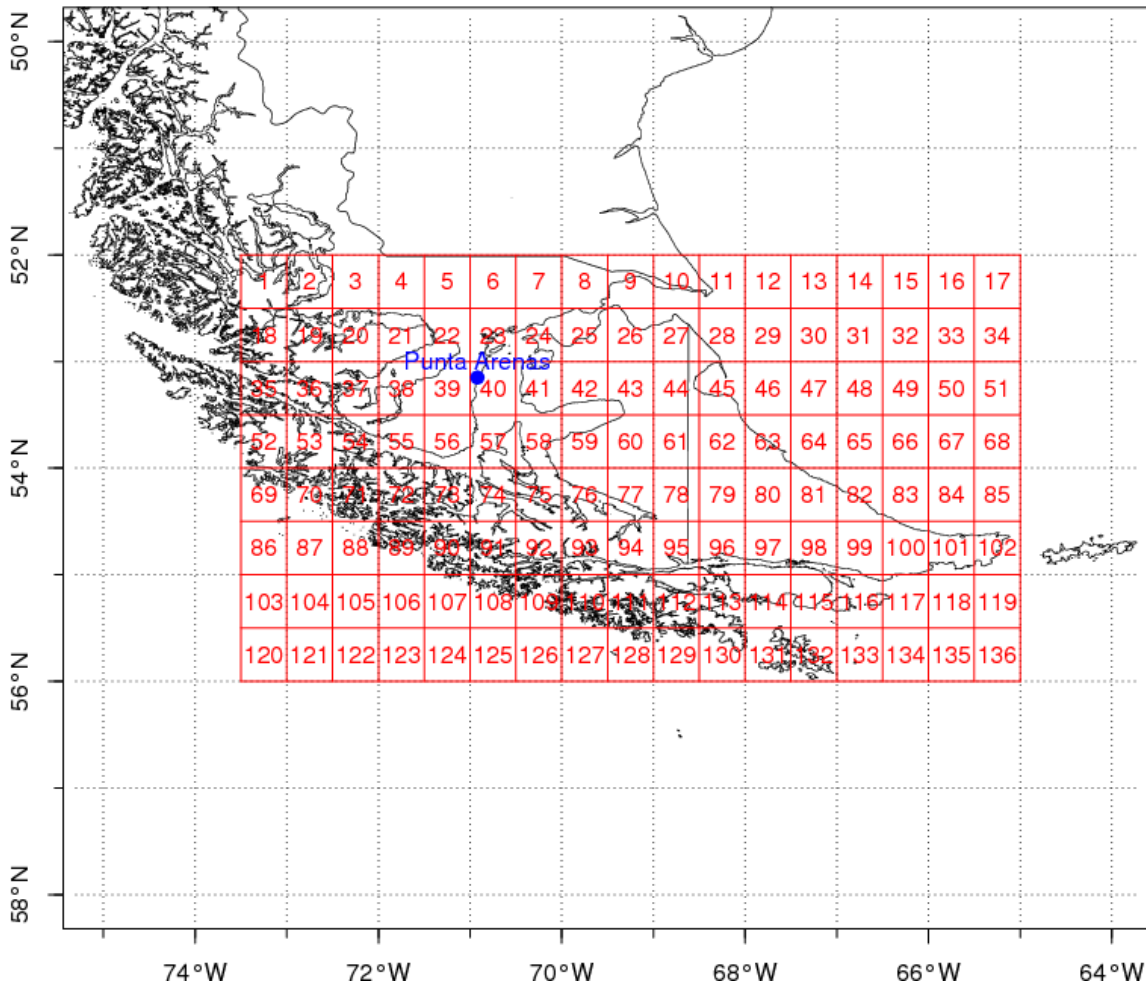 50°N
52°N
1 2 3 4 5 6 7 8 9 10 11 12 13 14 15 16 17
18 19 20 21 22 23 24 25 26 27 28 29 30 31 32 33 34
Punta Arenas
35 36 37 38 39 40 41 42 43 44 45 46 47 48 49 50 51
52 53 54 55 56 57 58 59 60 61 62 63 64 65 66 67 68
54°N
69 70 71 72 73 74 75 76 77 78 79 80 81 82 83 84 85
86 87 88 89 90 91 92 93 94 95 96 97 98 99 100 101 102
103 104 105 106 107 108 109 110 111 112 113 114 115 116 117 118 119
120 121 122 123 124 125 126 127 128 129 130 131 132 133 134 135 136
56°N
58°N
74°W 72°W 70°W 68°W 66°W 64°W